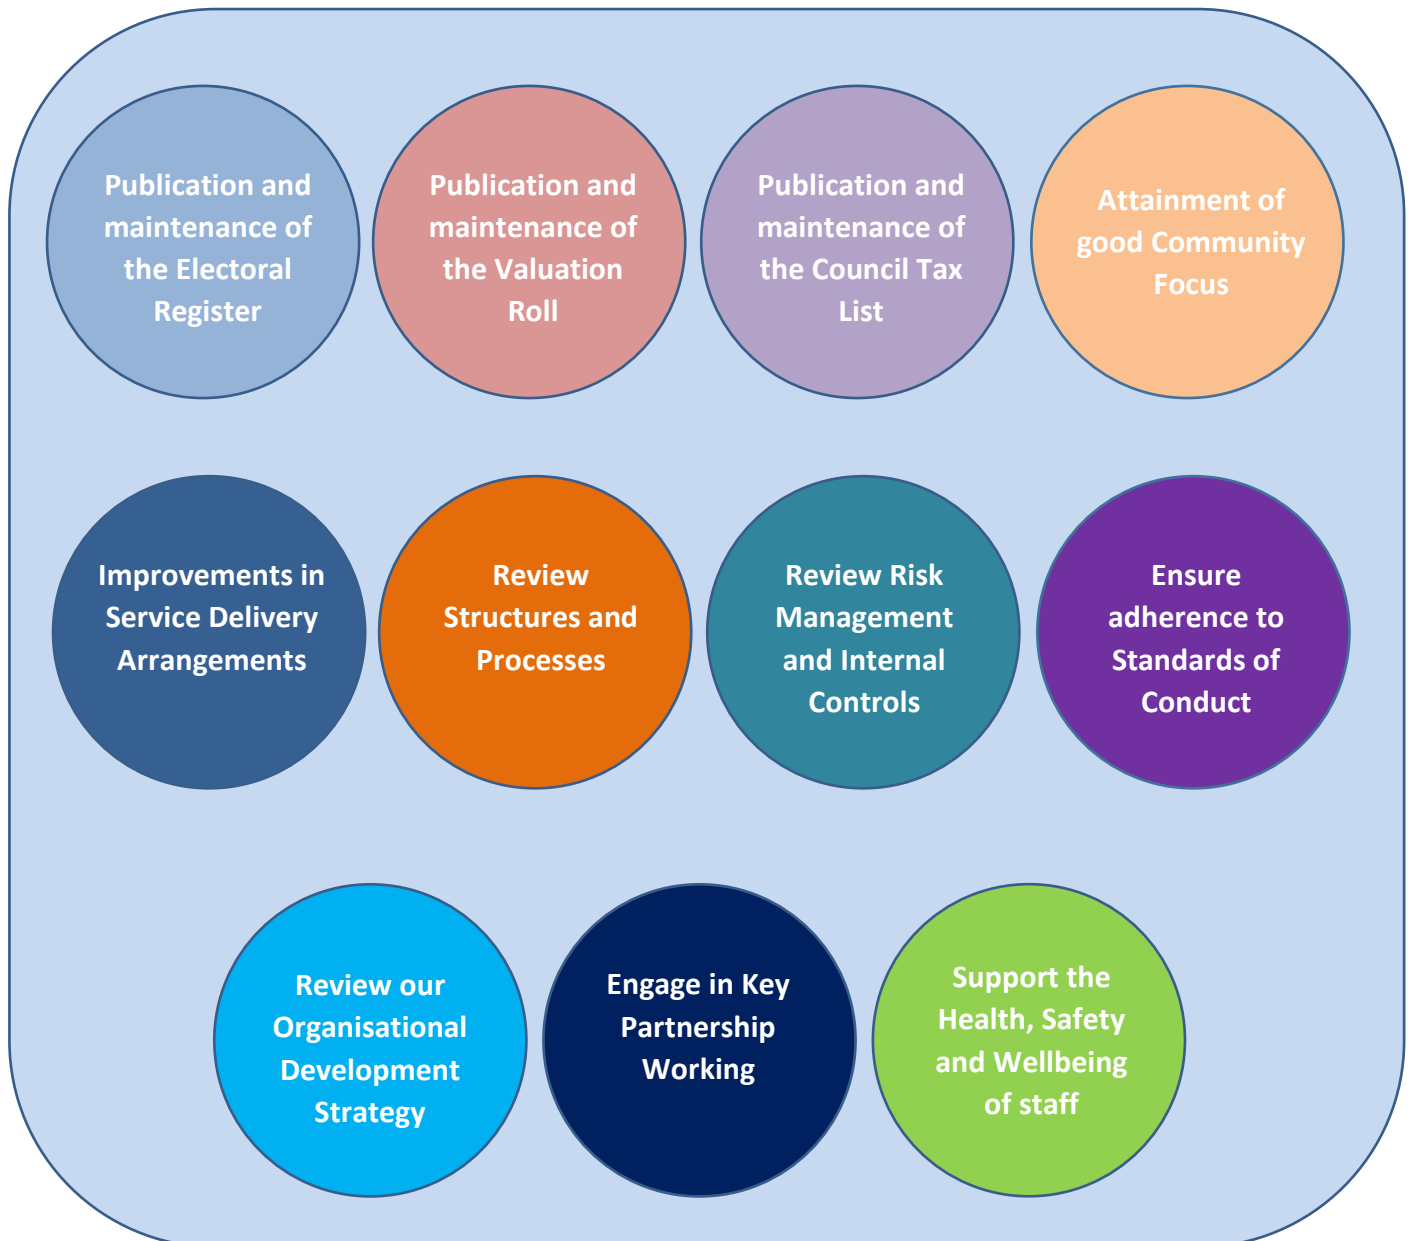 Publication and
maintenance of
the Electoral
Register
Publication and
maintenance of
the Valuation
Roll
Publication and
maintenance of
the Council Tax
List
Attainment of
good Community
Focus
Improvements in
Service Delivery
Arrangements
Review
Structures and
Processes
Review Risk
Management
and Internal
Controls
Ensure
adherence to
Standards of
Conduct
Review our
Organisational
Development
Strategy
Engage in Key
Partnership
Working
Support the
Health, Safety
and Wellbeing
of staff